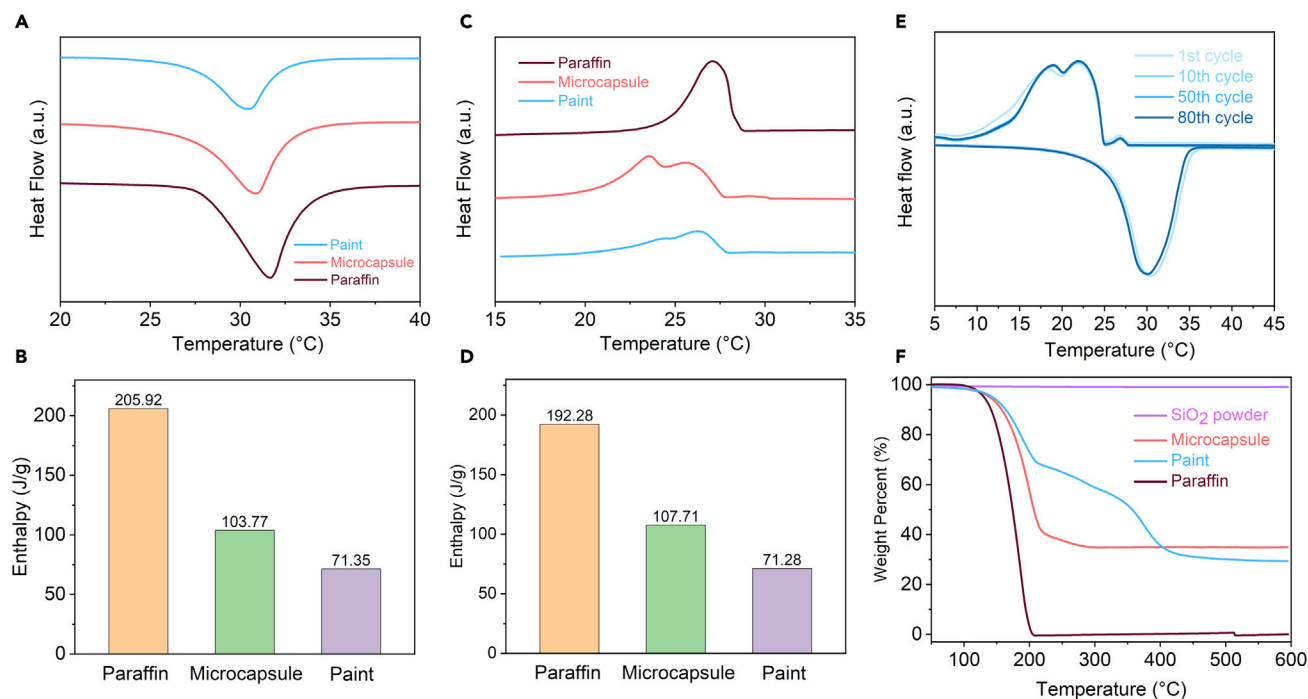 A
Heat Flow (a.u.)
Paint
Microcapsule
Paraffin
20 25 30 35 40
Temperature (°C)
C
Heat Flow (a.u.)
Paraffin
Microcapsule
Paint
15 20 25 30 35
Temperature (°C)
E
Heat flow (a.u.)
1st cycle
10th cycle
50th cycle
80th cycle
5 10 15 20 25 30 35 40 45
Temperature (°C)
B
Enthalpy (J/g)
200
100
0
205.92
103.77
71.35
Paraffin Microcapsule Paint
D
Enthalpy (J/g)
200
150
100
50
0
192.28
107.71
71.28
Paraffin Microcapsule Paint
F
Weight Percent (%)
100
80
60
40
20
0
SiO2 powder
Microcapsule
Paint
Paraffin
100 200 300 400 500 600
Temperature (°C)